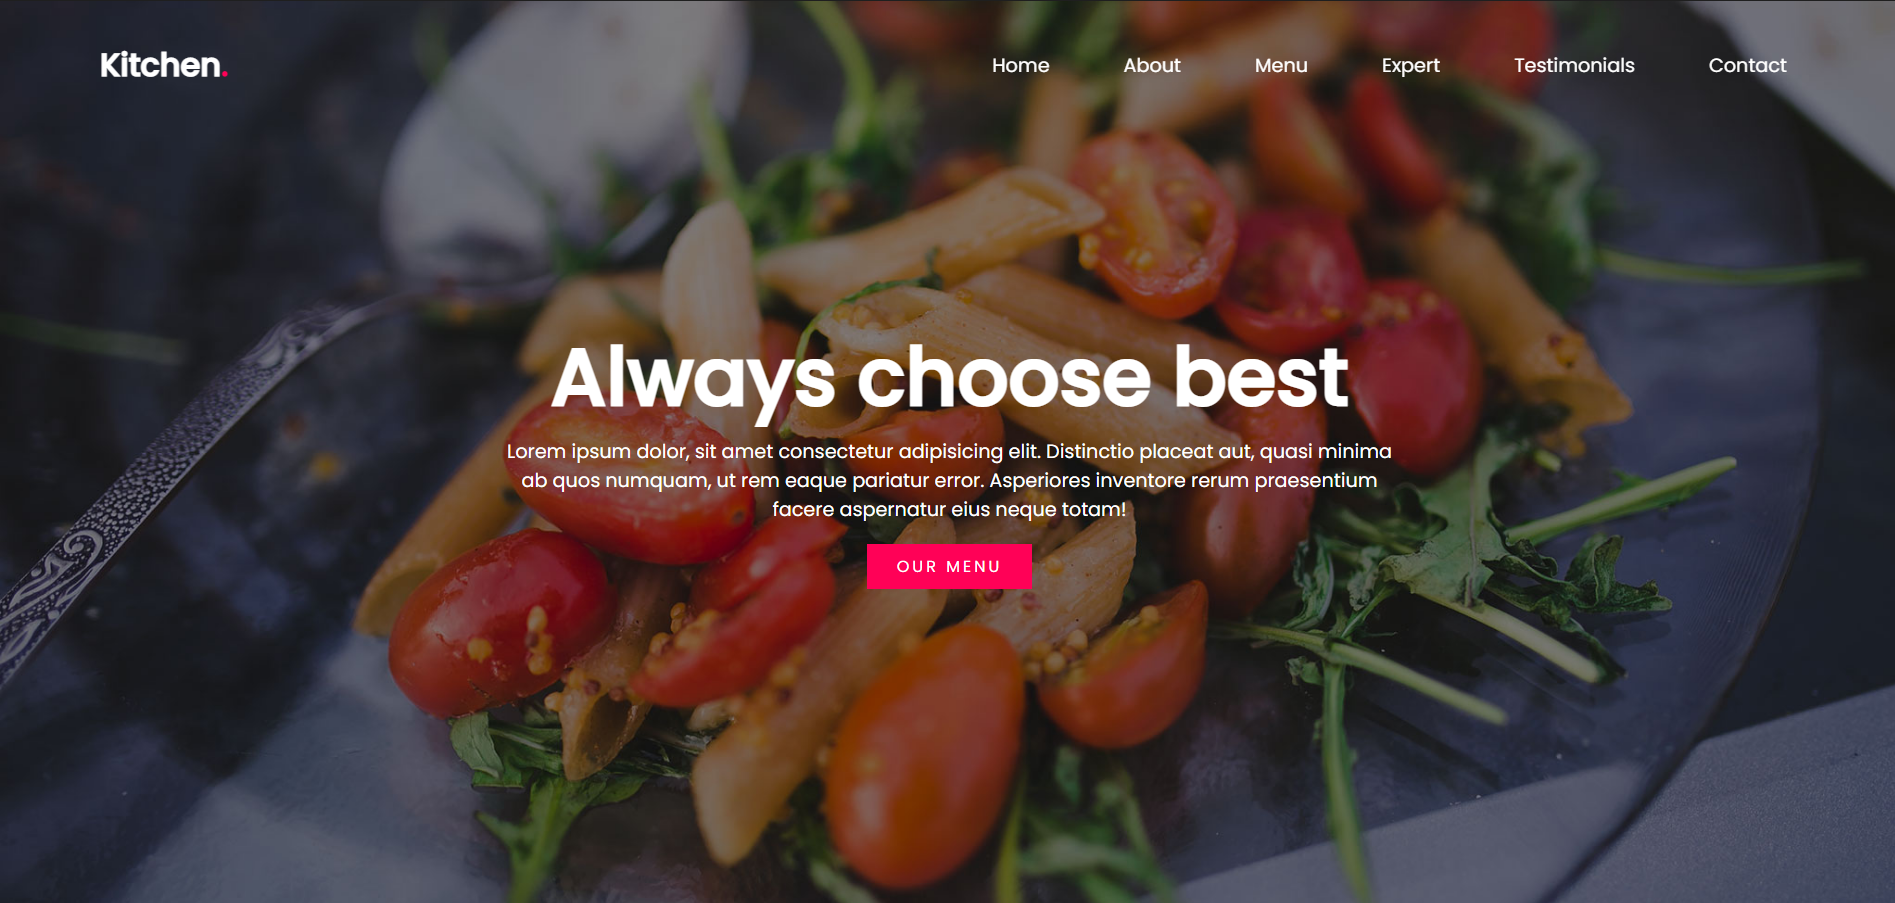 Kitchen.
Home About Menu Expert Testimonials Contact
Always choose best
Lorem ipsum dolor, sit amet consectetur adipisicing elit. Distinctio placeat aut, quasi minima
ab quos numquam, ut rem eaque pariatur error. Asperiores inventore rerum praesentium
facere aspernatur eius neque totam!
OUR MENU